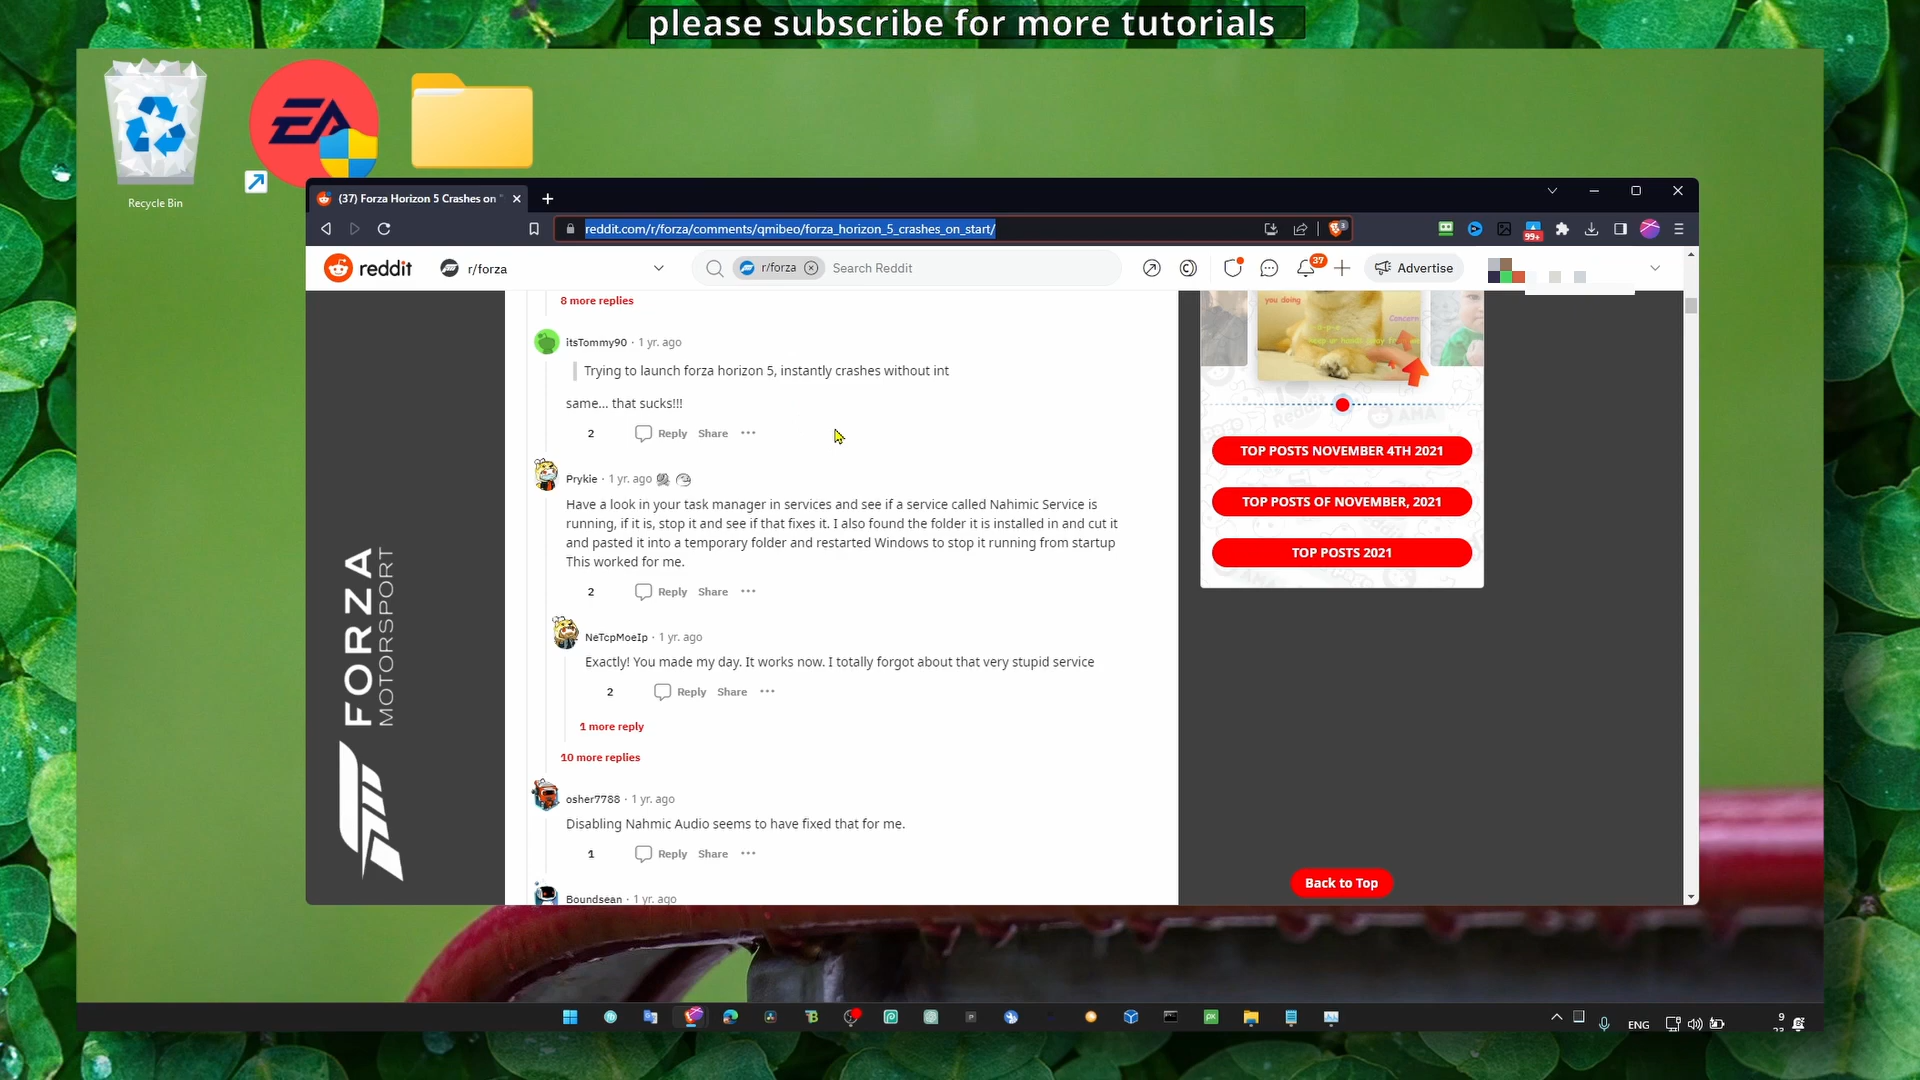 please subscribe for more tutorials
EA
Recycle Bin
(37) Forza Horizon 5 Crashes on
reddit.com/r/forza/comments/qmibeo/forza_horizon_5_crashes_on_start/
3
99+
reddit
r/forza
r/forza
Search Reddit
37
Advertise
8 more replies
itsTommy90 · 1 yr. ago
Trying to launch forza horizon 5, instantly crashes without int
same... that sucks!!!
2
Reply Share
Prykie · 1 yr. ago
Have a look in your task manager in services and see if a service called Nahimic Service is
running, if it is, stop it and see if that fixes it. I also found the folder it is installed in and cut it
and pasted it into a temporary folder and restarted Windows to stop it running from startup
This worked for me.
2
Reply Share
NeTcpMoeIp · 1 yr. ago
Exactly! You made my day. It works now. I totally forgot about that very stupid service
2
Reply Share
1 more reply
10 more replies
osher7788 · 1 yr. ago
Disabling Nahmic Audio seems to have fixed that for me.
1
Reply Share
Boundsean · 1 yr. ago
FORZA
MOTORSPORT
you doing
Concern
TOP POSTS NOVEMBER 4TH 2021
TOP POSTS OF NOVEMBER, 2021
TOP POSTS 2021
Back to Top
ENG
9